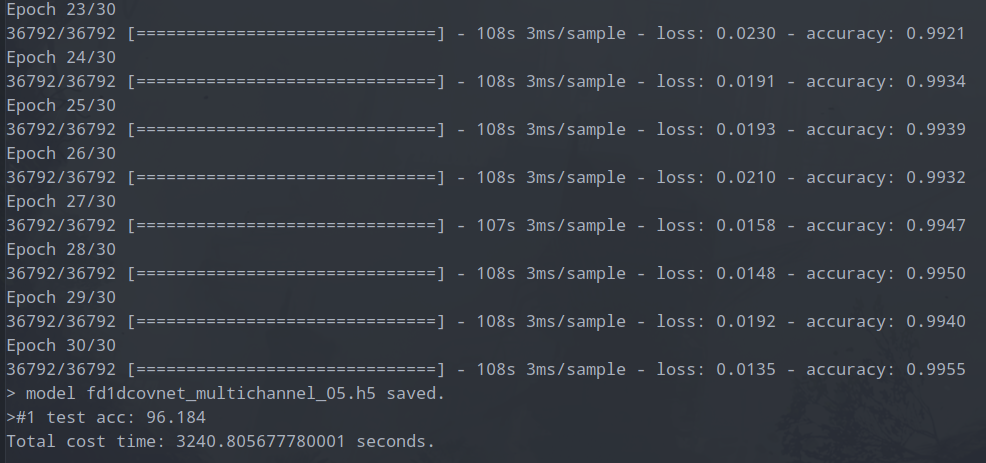 Epoch 23/30
36792/36792 [==============================] - 108s 3ms/sample - loss: 0.0230 - accuracy: 0.9921
Epoch 24/30
36792/36792 [==============================] - 108s 3ms/sample - loss: 0.0191 - accuracy: 0.9934
Epoch 25/30
36792/36792 [==============================] - 108s 3ms/sample - loss: 0.0193 - accuracy: 0.9939
Epoch 26/30
36792/36792 [==============================] - 108s 3ms/sample - loss: 0.0210 - accuracy: 0.9932
Epoch 27/30
36792/36792 [==============================] - 107s 3ms/sample - loss: 0.0158 - accuracy: 0.9947
Epoch 28/30
36792/36792 [==============================] - 108s 3ms/sample - loss: 0.0148 - accuracy: 0.9950
Epoch 29/30
36792/36792 [==============================] - 108s 3ms/sample - loss: 0.0192 - accuracy: 0.9940
Epoch 30/30
36792/36792 [==============================] - 108s 3ms/sample - loss: 0.0135 - accuracy: 0.9955
> model fd1dcovnet_multichannel_05.h5 saved.
>#1 test acc: 96.184
Total cost time: 3240.805677780001 seconds.